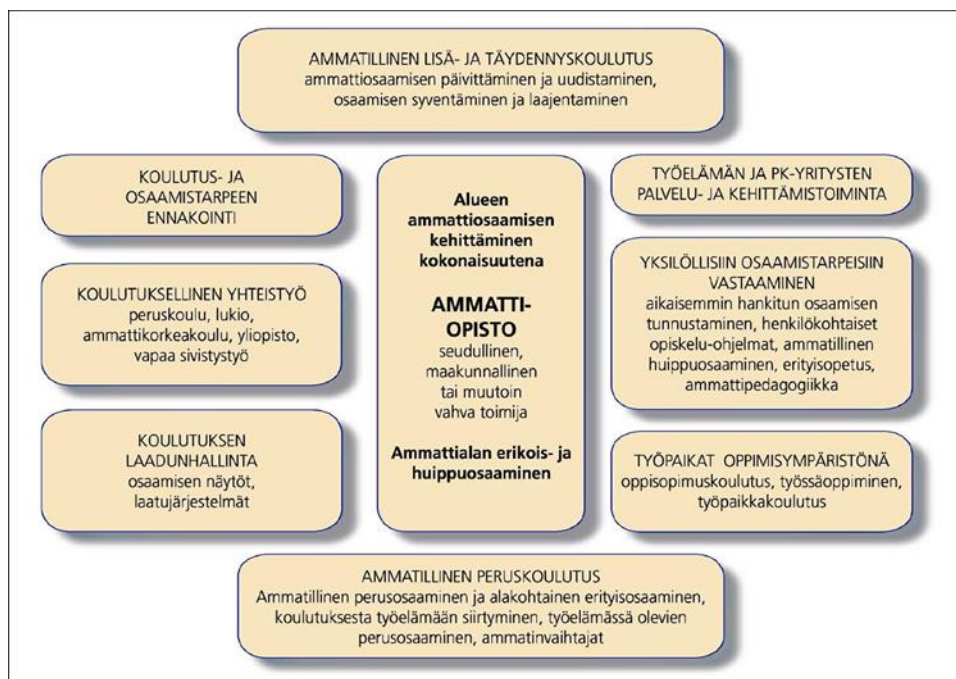 AMMATILLINEN LISÄ- JA TÄYDENNYSKOULUTUS
ammattiosaamisen päivittäminen ja uudistaminen,
osaamisen syventäminen ja laajentaminen
KOULUTUS- JA
OSAAMISTARPEEN
ENNAKOINTI
KOULUTUKSELLINEN YHTEISTYÖ
peruskoulu, lukio,
ammattikorkeakoulu, yliopisto,
vapaa sivistystyö
KOULUTUKSEN
LAADUNHALLINTA
osaamisen näytöt,
laatujärjestelmät
Alueen
ammattiosaamisen
kehittäminen
kokonaisuutena
AMMATTI-
OPISTO
seudullinen,
maakunnallinen
tai muutoin
vahva toimija
Ammattialan erikois- ja
huippuosaaminen
TYÖELÄMÄN JA PK-YRITYSTEN
PALVELU- JA KEHITTÄMISTOIMINTA
YKSILÖLLISIIN OSAAMISTARPEISIIN
VASTAAMINEN
aikaisemmin hankitun osaamisen
tunnustaminen, henkilökohtaiset
opiskelu-ohjelmat, ammatillinen
huippuosaaminen, erityisopetus,
ammattipedagogiikka
TYÖPAIKAT OPPIMISYMPÄRISTÖNÄ
oppisopimuskoulutus, työssäoppiminen,
työpaikkakoulutus
AMMATILLINEN PERUSKOULUTUS
Ammatillinen perusosaaminen ja alakohtainen erityisosaaminen,
koulutuksesta työelämään siirtyminen, työelämässä olevien
perusosaaminen, ammatinvaihtajat